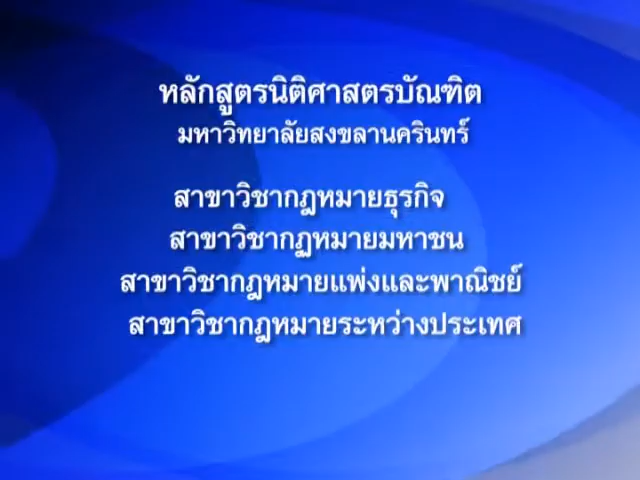 หลักสูตรนิติศาสตรบัณฑิต
มหาวิทยาลัยสงขลานครินทร์
สาขาวิชากฎหมายธุรกิจ
สาขาวิชากฏหมายมหาชน
สาขาวิชากฎหมายแพ่งและพาณิชย์
สาขาวิชากฎหมายระหว่างประเทศ